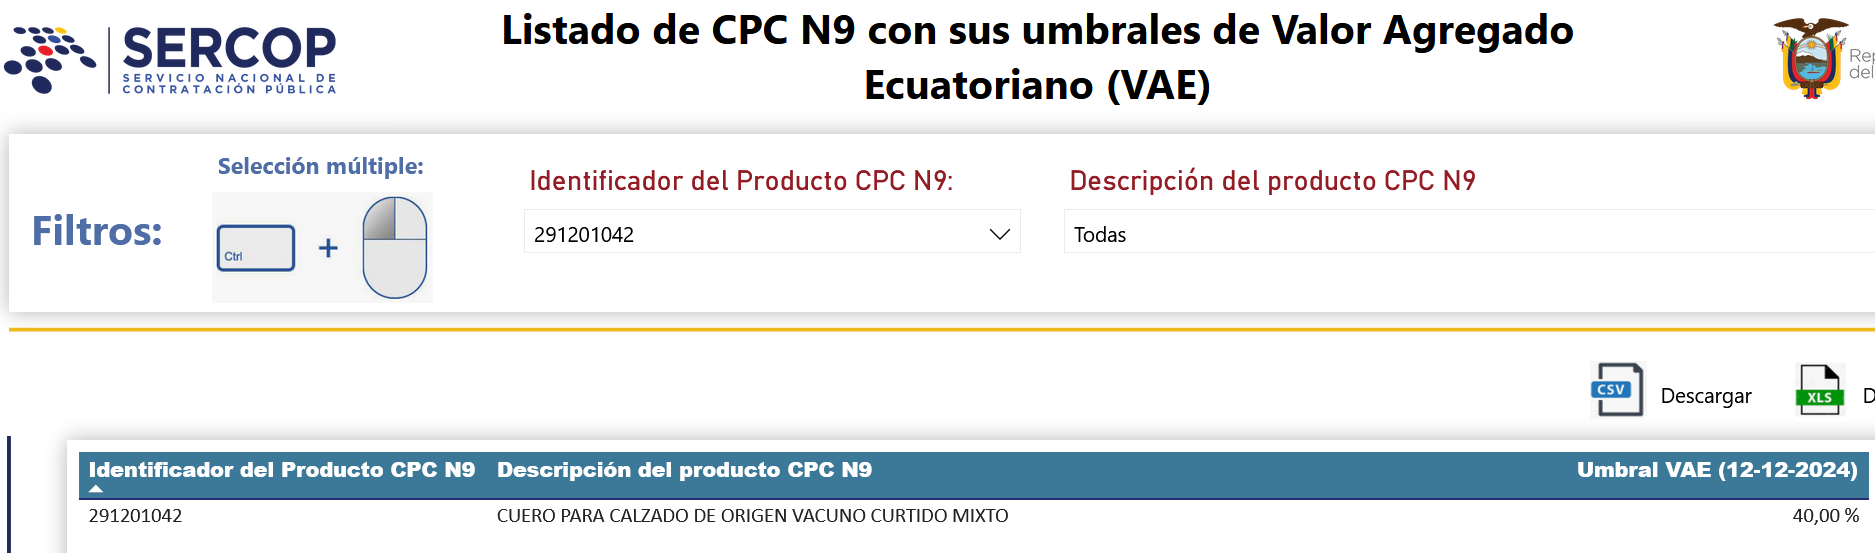 SERCOP
SERVICIO NACIONAL DE
CONTRATACIÓN PÚBLICA
Listado de CPC N9 con sus umbrales de Valor Agregado
Ecuatoriano (VAE)
Filtros:
Selección múltiple:
Ctrl
+
Identificador del Producto CPC N9:
291201042
Descripción del producto CPC N9
Todas
CSV
Descargar
XLS
Identificador del Producto CPC N9 Descripción del producto CPC N9 Umbral VAE (12-12-2024)
291201042 CUERO PARA CALZADO DE ORIGEN VACUNO CURTIDO MIXTO 40,00 %